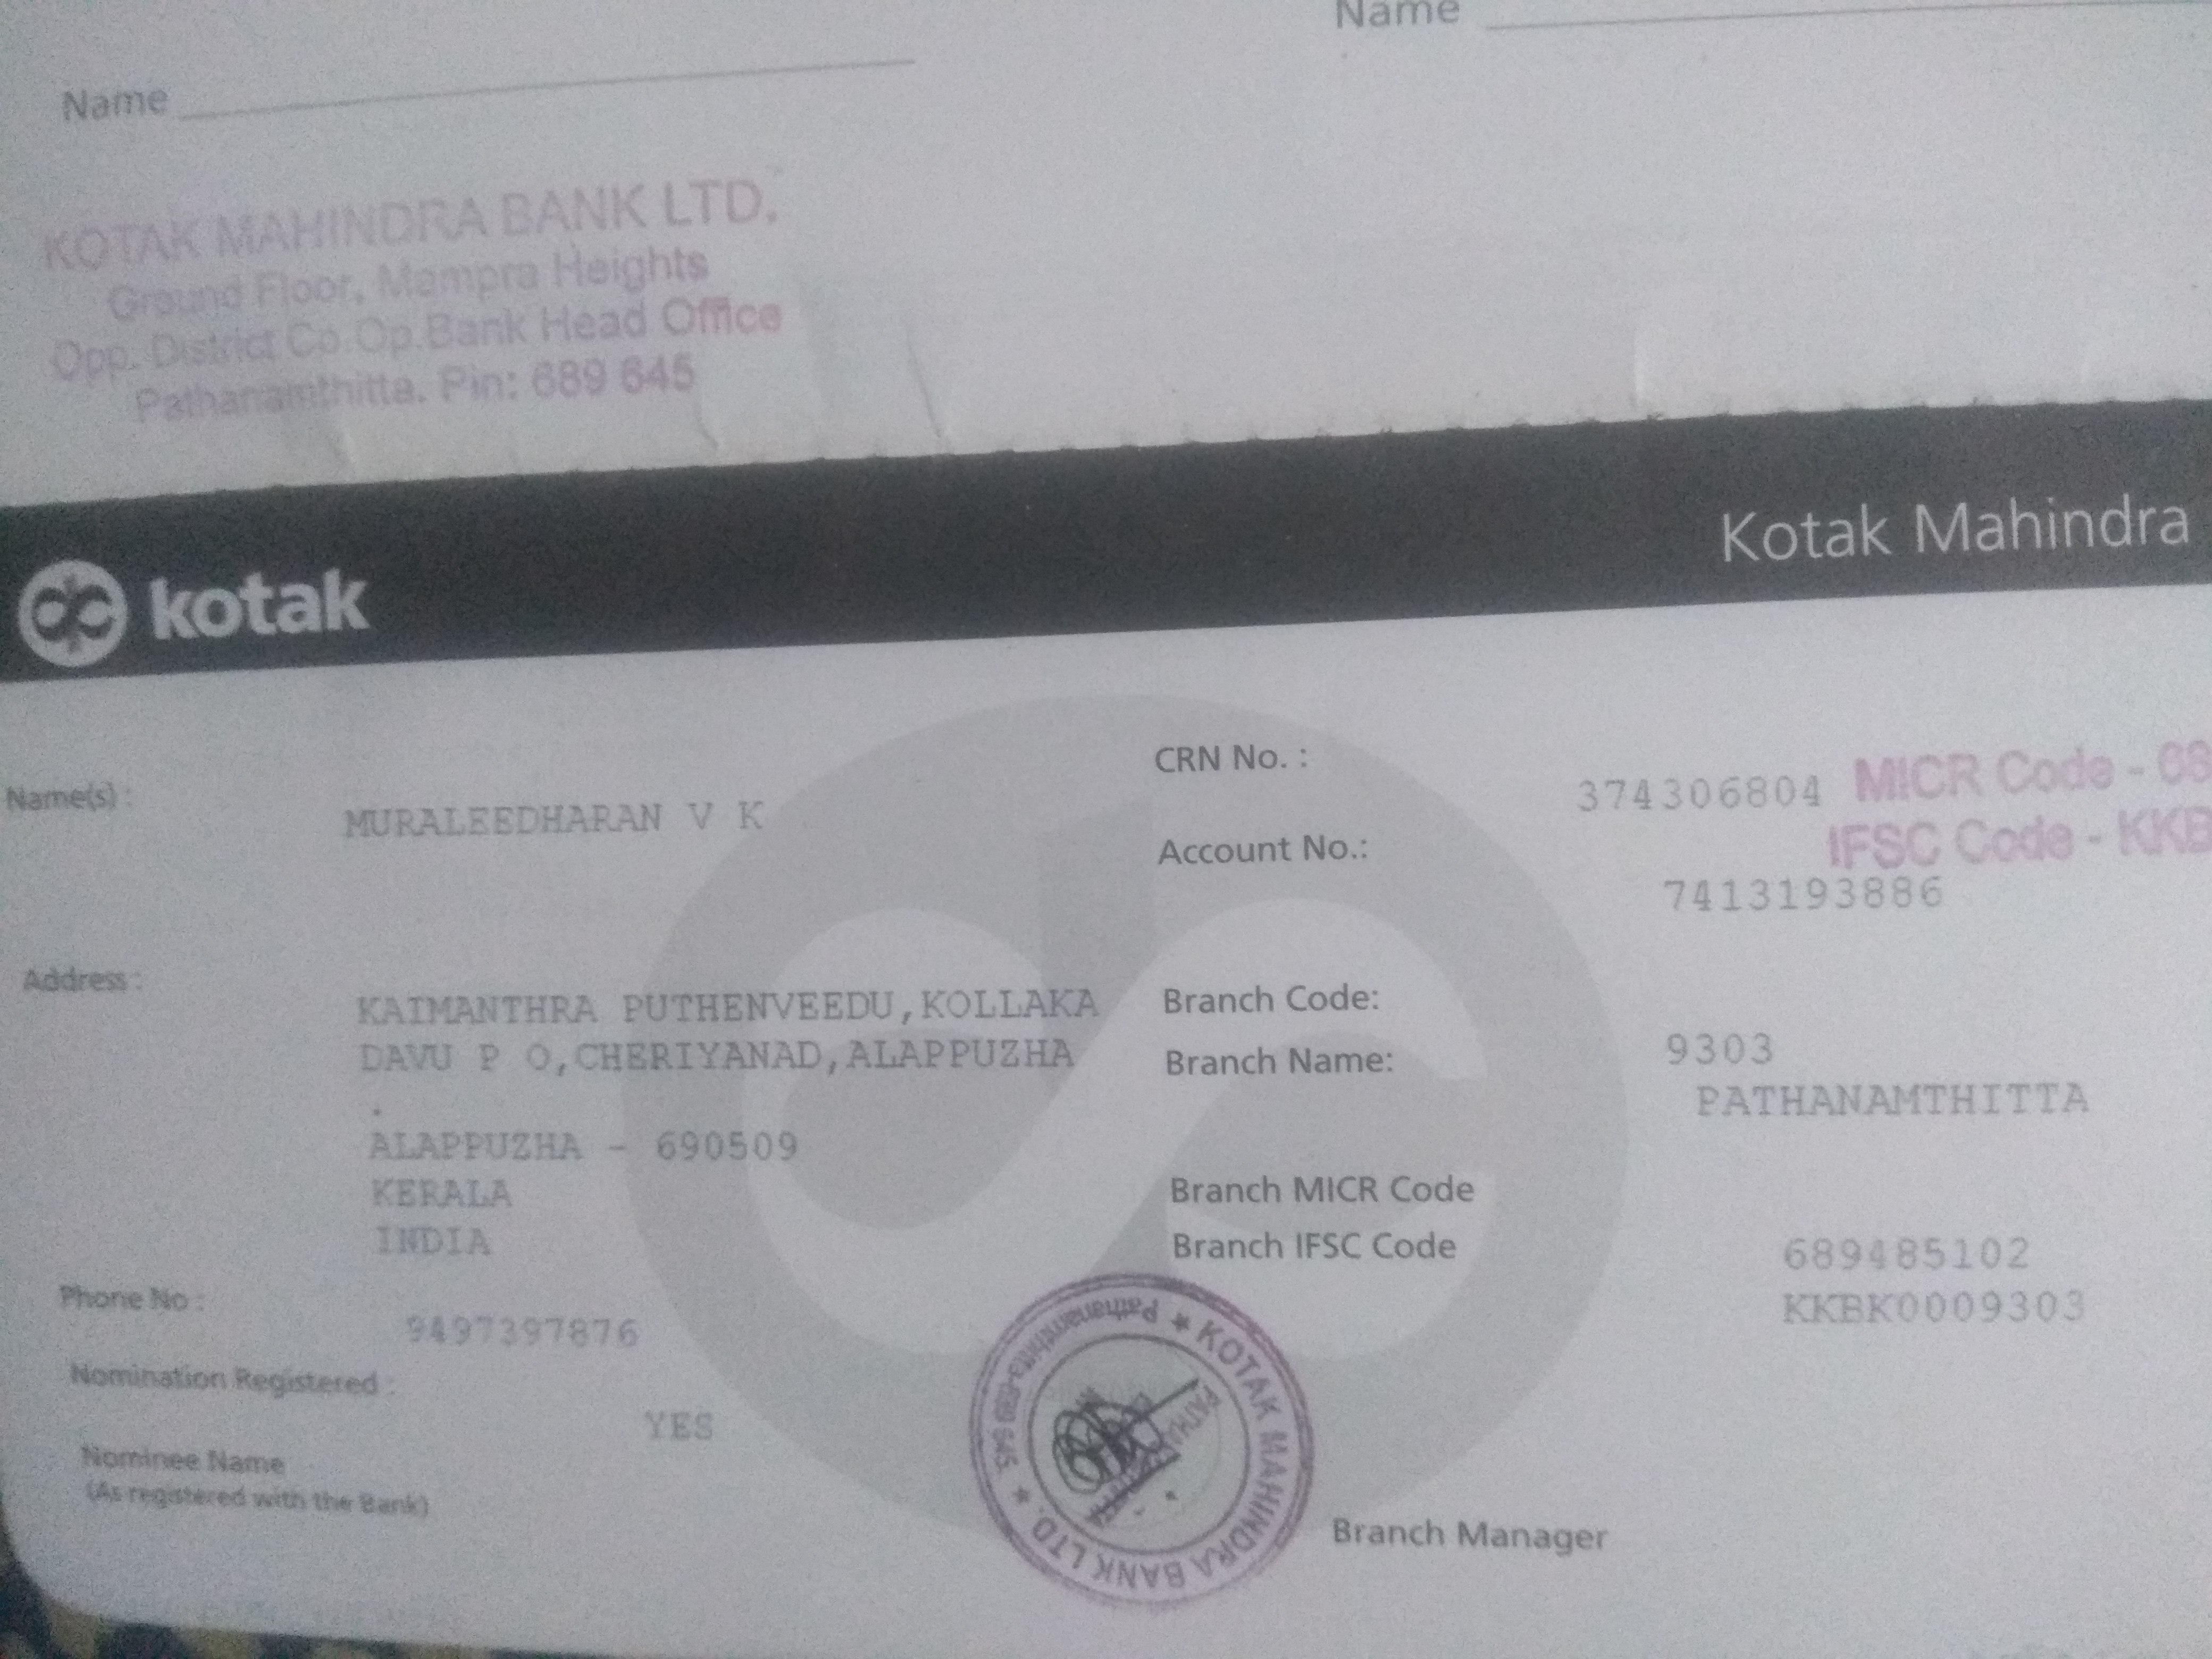 Name
Name
KOTAK MAHINDRA BANK LTD.
Ground Floor, Mampra Heights
Opp. District Co.Op.Bank Head Office
Pathanamthitta. Pin: 689 645
kotak
Kotak Mahindra
Name(s) :
MURALEEDHARAN V K
CRN No. :
374306804
MICR Code - 68
IFSC Code - KKB
Account No.:
7413193886
Address :
KAIMANTHRA PUTHENVEEDU,KOLLAKA
DAVU P O,CHERIYANAD,ALAPPUZHA
.
ALAPPUZHA - 690509
KERALA
INDIA
Branch Code:
9303
Branch Name:
PATHANAMTHITTA
Branch MICR Code
689485102
Branch IFSC Code
KKBK0009303
Phone No :
9497397876
Nomination Registered :
YES
Nominee Name
(As registered with the Bank)
★ KOTAK MAHINDRA BANK LTD. ★
Pathanamthitta-689 645.
Branch Manager